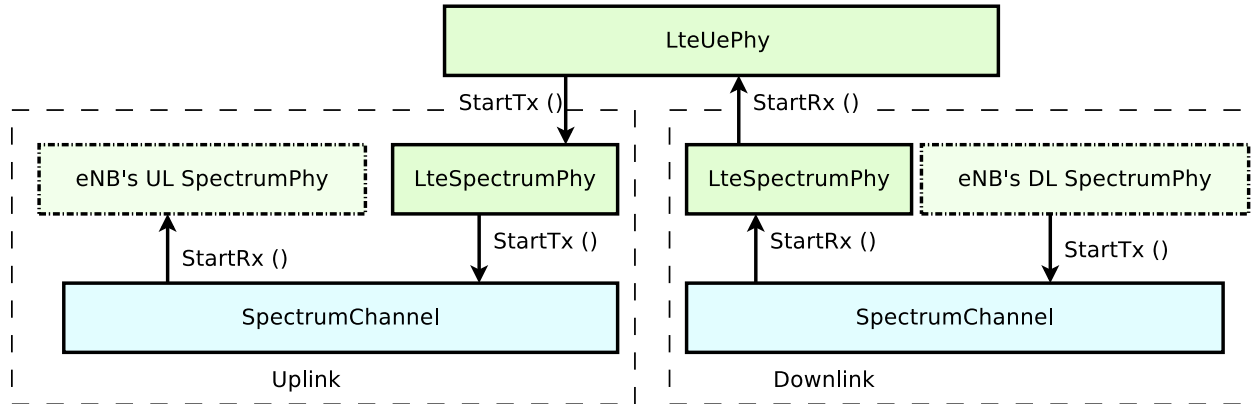 LteUePhy
StartTx ()
StartRx ()
eNB's UL SpectrumPhy
LteSpectrumPhy
LteSpectrumPhy
eNB's DL SpectrumPhy
StartRx ()
StartTx ()
StartRx ()
StartTx ()
SpectrumChannel
SpectrumChannel
Uplink
Downlink